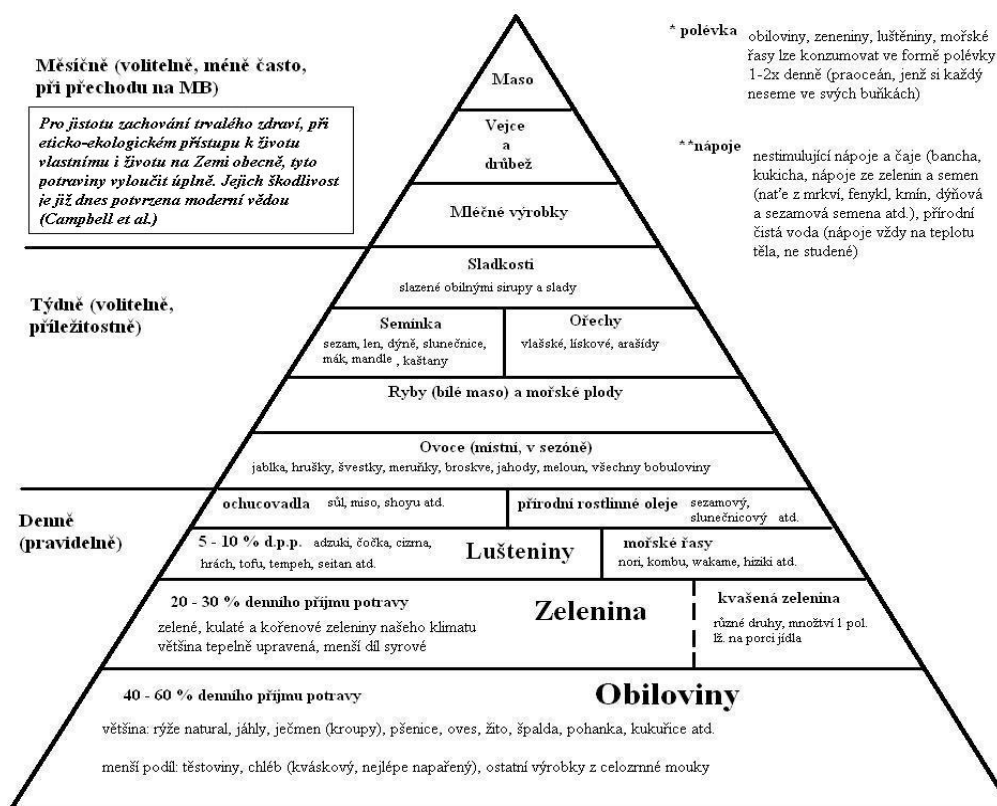 Měsíčně (volitelně, méně často,
při přechodu na MB)
Pro jistotu zachování trvalého zdraví, při
eticko-ekologickém přístupu k životu
vlastnímu i životu na Zemi obecně, tyto
potraviny vyloučit úplně. Jejich škodlivost
je již dnes potvrzena moderní vědou
(Campbell et al.)
* polévka
obiloviny, zeneniny, luštěniny, mořské
řasy lze konzumovat ve formě polévky
1-2x denně (praoceán, jenž si každý
neseme ve svých buňkách)
**nápoje
nestimulující nápoje a čaje (bancha,
kukicha, nápoje ze zelenin a semen
(nat'e z mrkví, fenykl, kmín, dýňová
a sezamová semena atd.), přírodní
čistá voda (nápoje vždy na teplotu
těla, ne studené)
Maso
Vejce
a
drůbež
Mléčné výrobky
Týdně (volitelně,
příležitostně)
Sladkosti
slazené obilnými sirupy a slady
Semínka
sezam, len, dýně, slunečnice,
mák, mandle , kaštany
Ořechy
vlašské, lískové, arašídy
Ryby (bílé maso) a mořské plody
Ovoce (místní, v sezóně)
jablka, hrušky, švestky, meruňky, broskve, jahody, meloun, všechny bobuloviny
Denně
(pravidelně)
ochucovadla sůl, miso, shoyu atd.
přírodní rostlinné oleje sezamový,
slunečnicový atd.
5 - 10 % d.p.p. adzuki, čočka, cizrna,
hrách, tofu, tempeh, seitan atd.
Lušteniny
mořské řasy
nori, kombu, wakame, hiziki atd.
20 - 30 % denního příjmu potravy
Zelenina
zelené, kulaté a kořenové zeleniny našeho klimatu
většina tepelně upravená, menší díl syrové
kvašená zelenina
různé druhy, množtví 1 pol.
lž. na porci jídla
40 - 60 % denního příjmu potravy
Obiloviny
většina: rýže natural, jáhly, ječmen (kroupy), pšenice, oves, žito, špalda, pohanka, kukuřice atd.
menší podíl: těstoviny, chléb (kváskový, nejlépe napařený), ostatní výrobky z celozrnné mouky